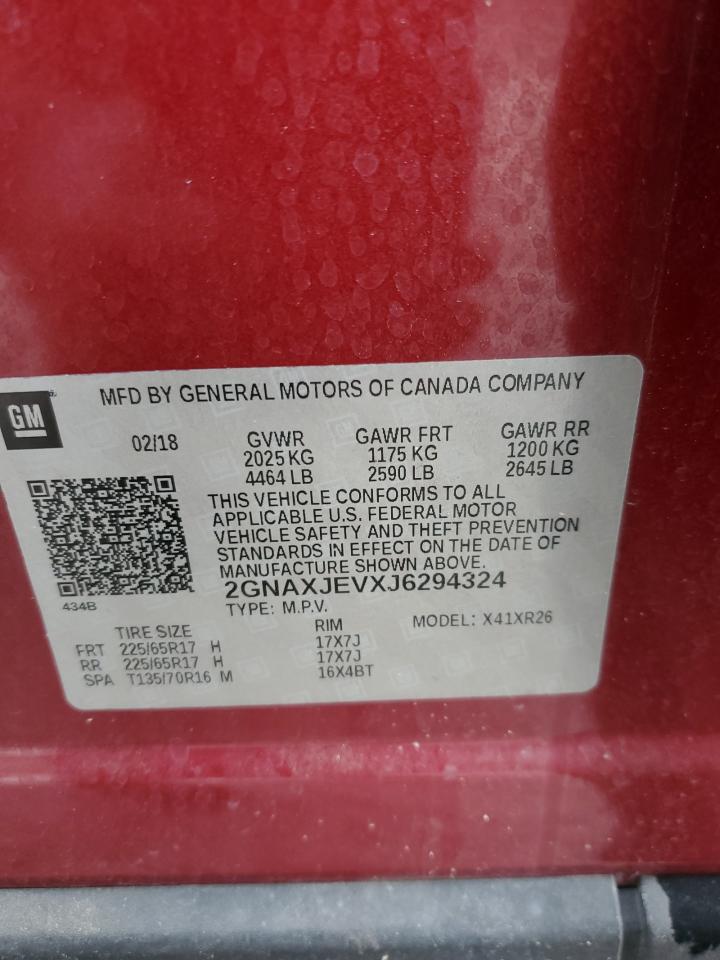 MFD BY GENERAL MOTORS OF CANADA COMPANY
GM
02/18
GVWR
2025 KG
4464 LB
GAWR FRT
1175 KG
2590 LB
GAWR RR
1200 KG
2645 LB
THIS VEHICLE CONFORMS TO ALL
APPLICABLE U.S. FEDERAL MOTOR
VEHICLE SAFETY AND THEFT PREVENTION
STANDARDS IN EFFECT ON THE DATE OF
MANUFACTURE SHOWN ABOVE.
2GNAXJEVXJ6294324
434B
TYPE: M.P.V.
MODEL: X41XR26
TIRE SIZE RIM
FRT 225/65R17 H 17X7J
RR 225/65R17 H 17X7J
SPA T135/70R16 M 16X4BT